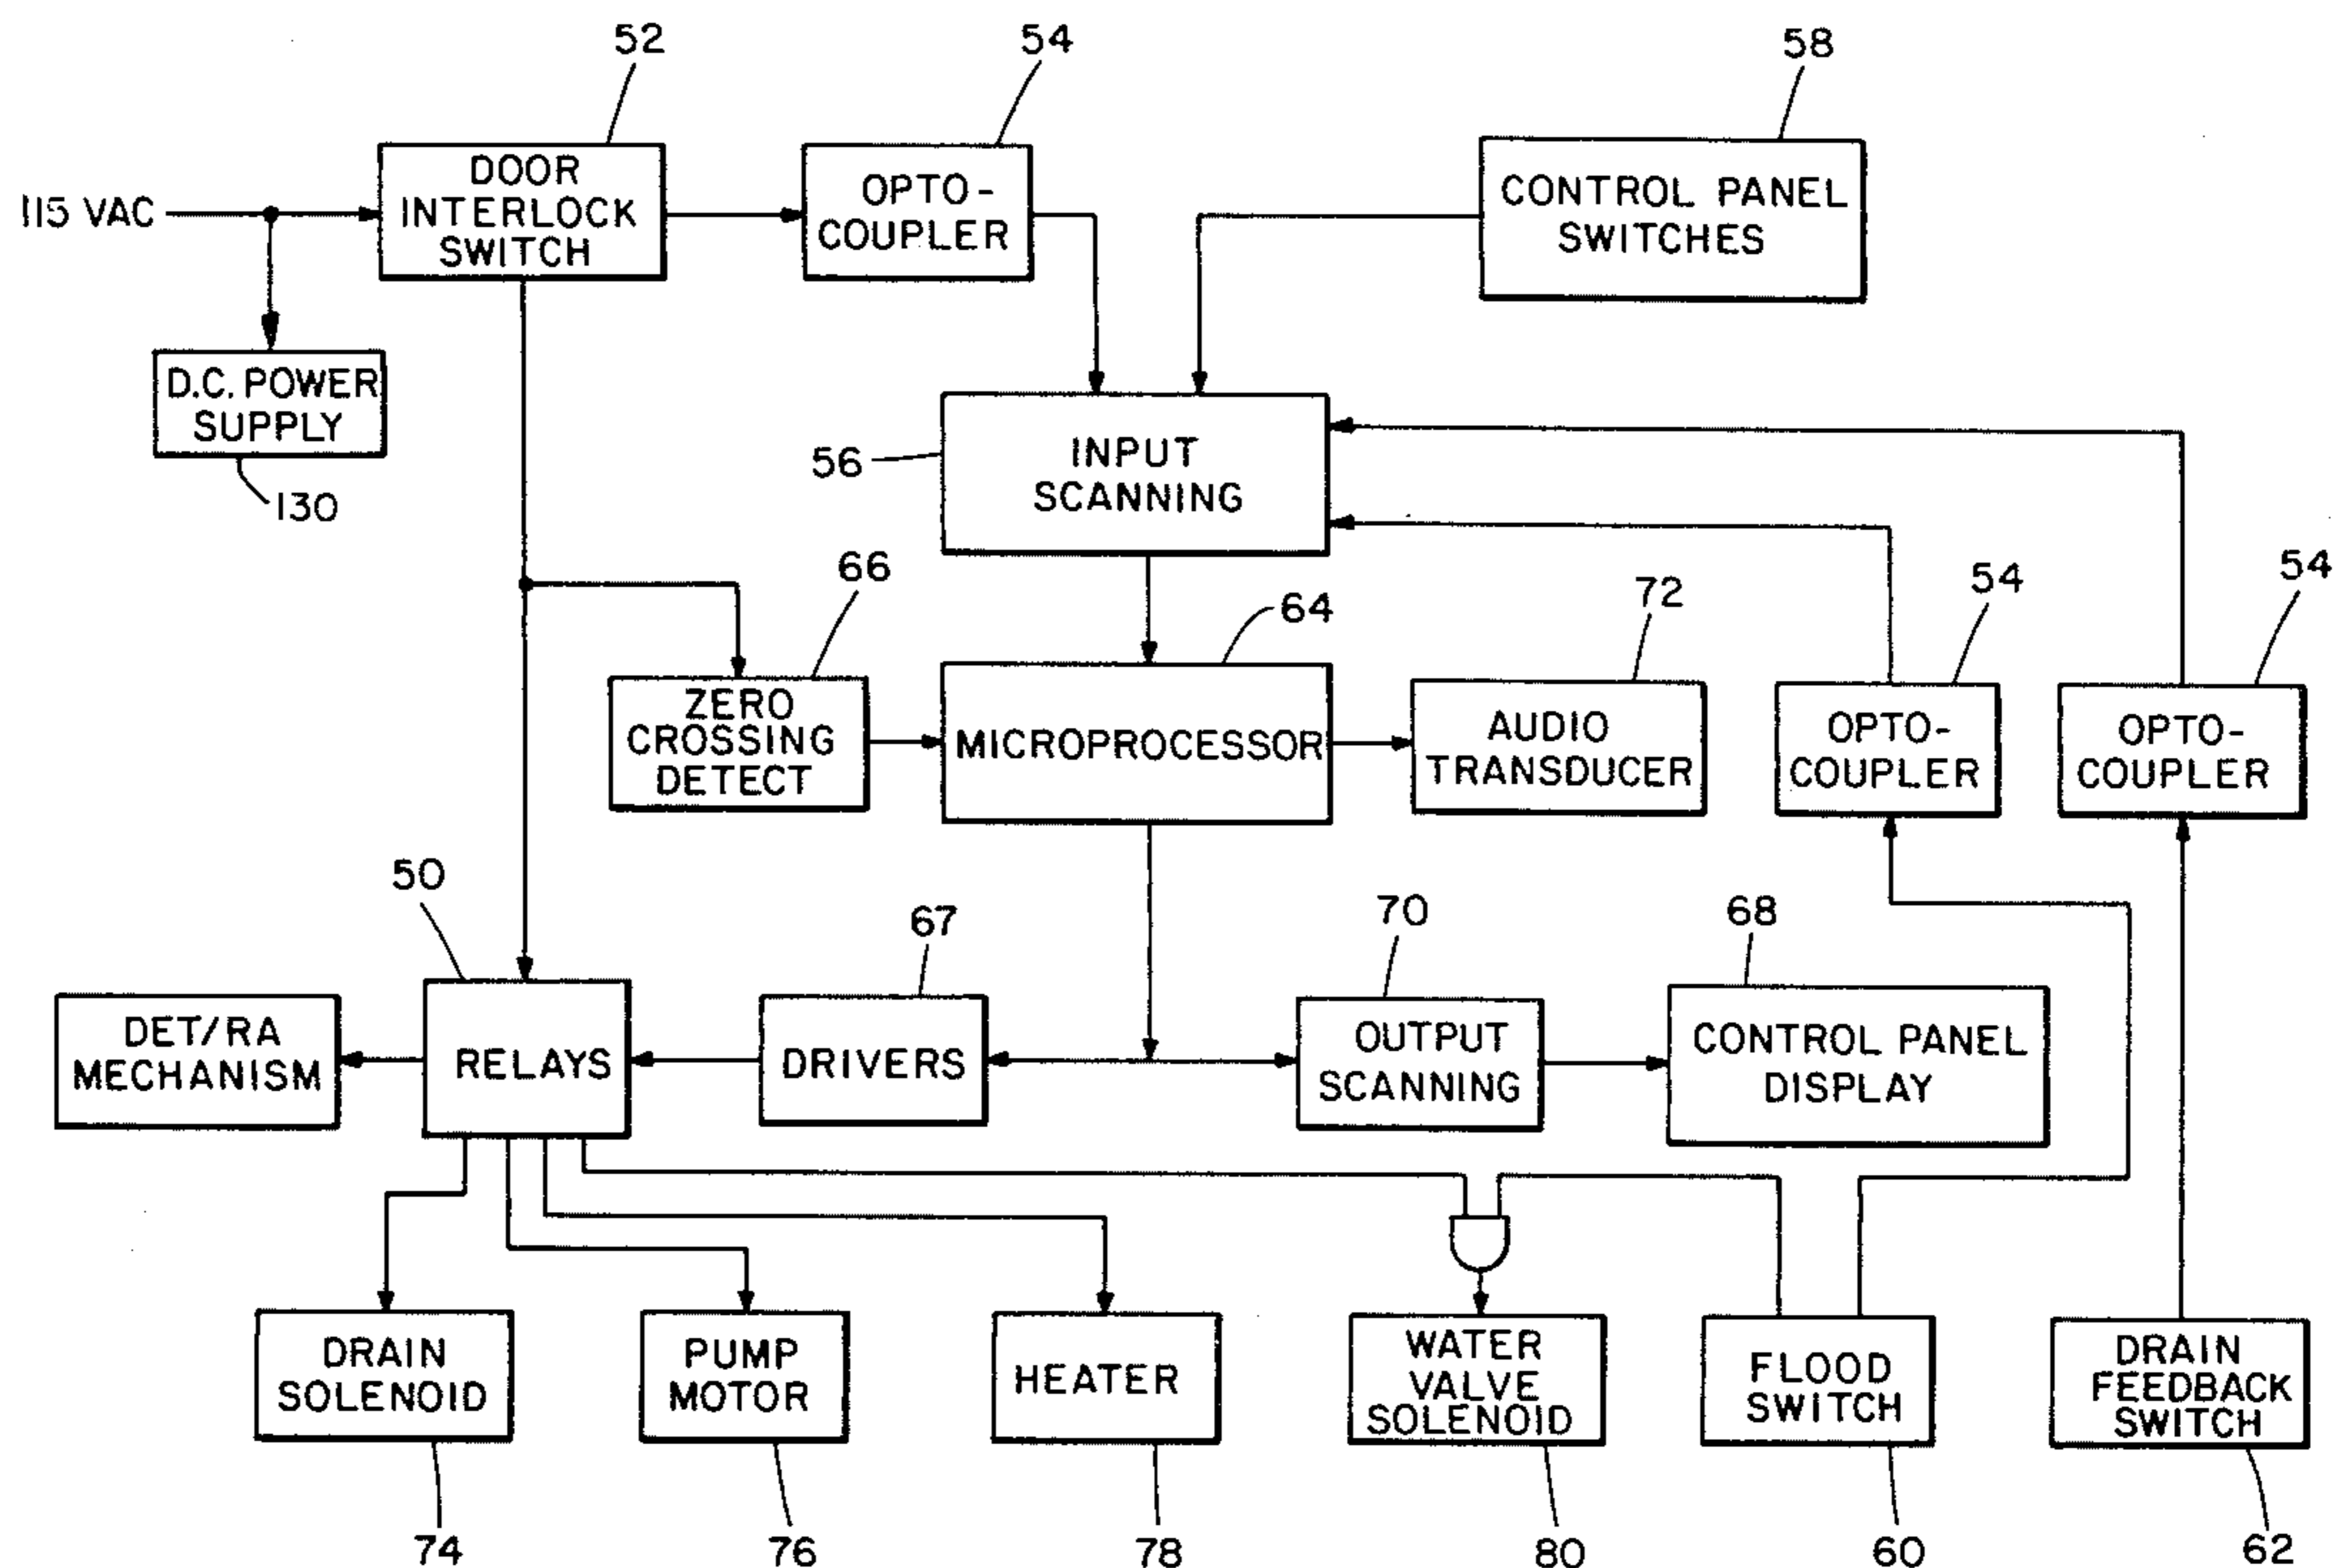 52
54
58
115 VAC
DOOR
INTERLOCK
SWITCH
OPTO-
COUPLER
CONTROL PANEL
SWITCHES
D.C. POWER
SUPPLY
130
56
INPUT
SCANNING
66
64
72
54
54
ZERO
CROSSING
DETECT
MICROPROCESSOR
AUDIO
TRANSDUCER
OPTO-
COUPLER
OPTO-
COUPLER
50
67
70
68
DET/RA
MECHANISM
RELAYS
DRIVERS
OUTPUT
SCANNING
CONTROL PANEL
DISPLAY
DRAIN
SOLENOID
PUMP
MOTOR
HEATER
WATER
VALVE
SOLENOID
FLOOD
SWITCH
DRAIN
FEEDBACK
SWITCH
74
76
78
80
60
62